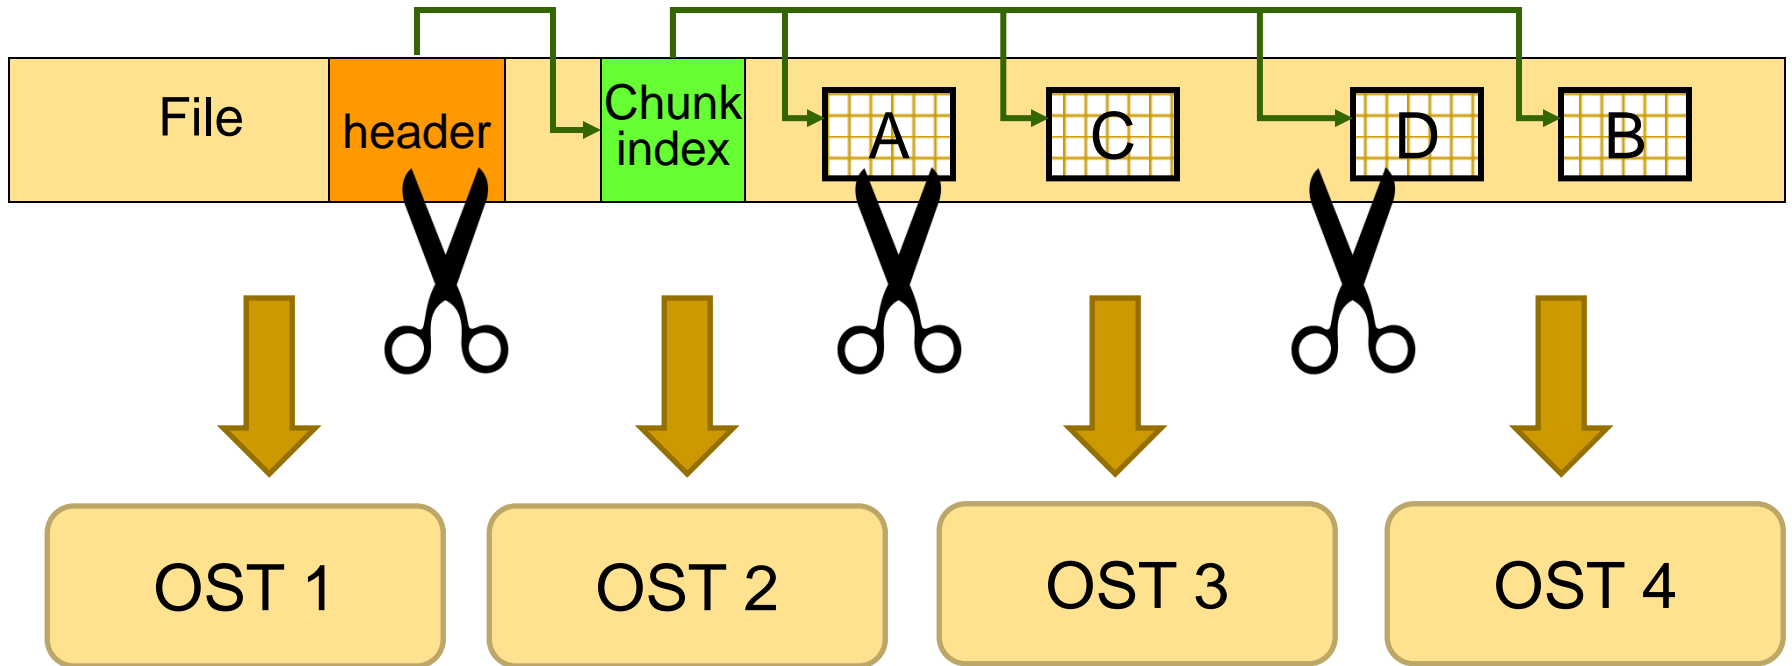 File
header
Chunk
index
A
C
D
B
OST 1
OST 2
OST 3
OST 4